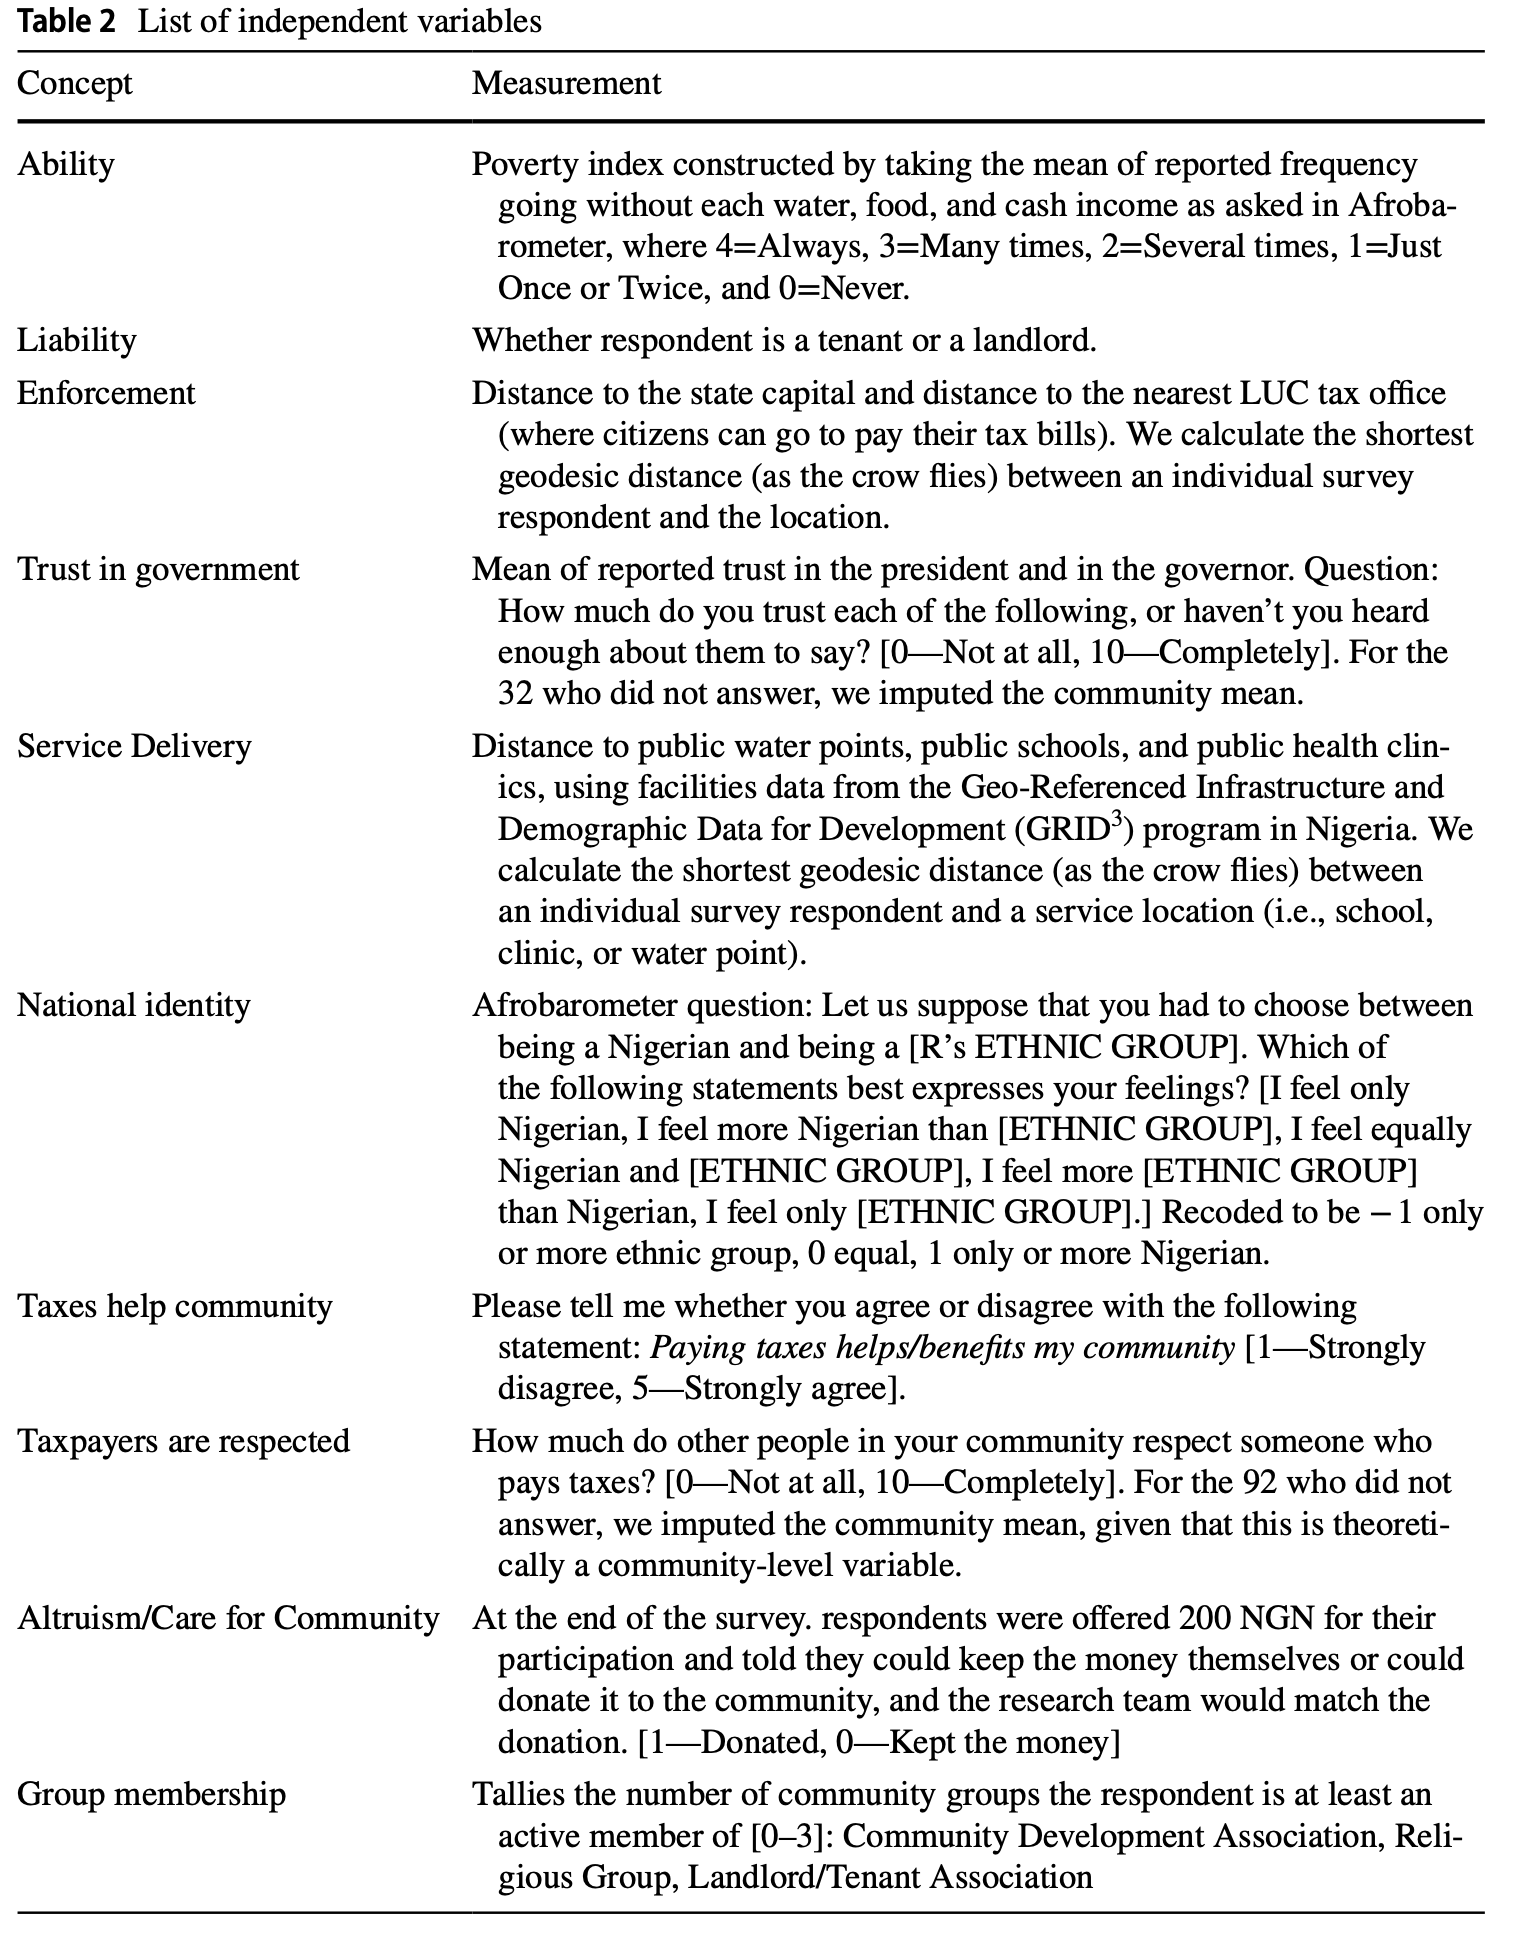 Table 2 List of independent variables
Concept Measurement
Ability Poverty index constructed by taking the mean of reported frequency
going without each water, food, and cash income as asked in Afroba-
rometer, where 4=Always, 3=Many times, 2=Several times, 1=Just
Once or Twice, and 0=Never.
Liability Whether respondent is a tenant or a landlord.
Enforcement Distance to the state capital and distance to the nearest LUC tax office
(where citizens can go to pay their tax bills). We calculate the shortest
geodesic distance (as the crow flies) between an individual survey
respondent and the location.
Trust in government Mean of reported trust in the president and in the governor. Question:
How much do you trust each of the following, or haven’t you heard
enough about them to say? [0—Not at all, 10—Completely]. For the
32 who did not answer, we imputed the community mean.
Service Delivery Distance to public water points, public schools, and public health clin-
ics, using facilities data from the Geo-Referenced Infrastructure and
Demographic Data for Development (GRID³) program in Nigeria. We
calculate the shortest geodesic distance (as the crow flies) between
an individual survey respondent and a service location (i.e., school,
clinic, or water point).
National identity Afrobarometer question: Let us suppose that you had to choose between
being a Nigerian and being a [R’s ETHNIC GROUP]. Which of
the following statements best expresses your feelings? [I feel only
Nigerian, I feel more Nigerian than [ETHNIC GROUP], I feel equally
Nigerian and [ETHNIC GROUP], I feel more [ETHNIC GROUP]
than Nigerian, I feel only [ETHNIC GROUP].] Recoded to be − 1 only
or more ethnic group, 0 equal, 1 only or more Nigerian.
Taxes help community Please tell me whether you agree or disagree with the following
statement: Paying taxes helps/benefits my community [1—Strongly
disagree, 5—Strongly agree].
Taxpayers are respected How much do other people in your community respect someone who
pays taxes? [0—Not at all, 10—Completely]. For the 92 who did not
answer, we imputed the community mean, given that this is theoreti-
cally a community-level variable.
Altruism/Care for Community At the end of the survey. respondents were offered 200 NGN for their
participation and told they could keep the money themselves or could
donate it to the community, and the research team would match the
donation. [1—Donated, 0—Kept the money]
Group membership Tallies the number of community groups the respondent is at least an
active member of [0–3]: Community Development Association, Reli-
gious Group, Landlord/Tenant Association